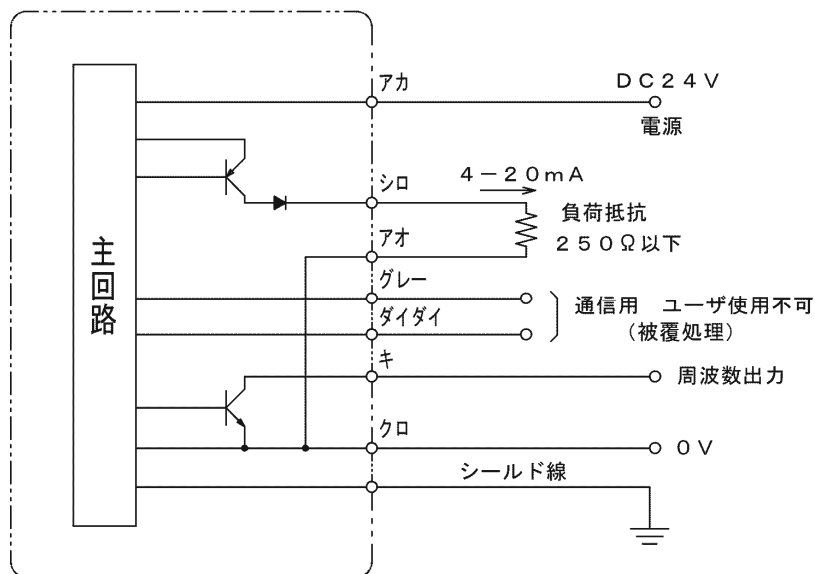 アカ
DC24V
電源
シロ
4-20mA
負荷抵抗
250Ω以下
アオ
主回路
グレー
通信用 ユーザ使用不可
ダイダイ
(被覆処理)
キ
周波数出力
クロ
0V
シールド線